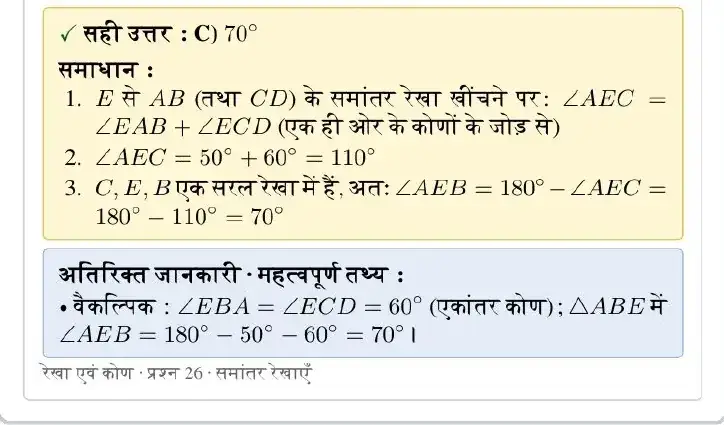 ✓ सही उत्तर : C) 70°
समाधान :
1. E से AB (तथा CD) के समांतर रेखा खींचने पर: ∠AEC =
∠EAB + ∠ECD (एक ही ओर के कोणों के जोड़ से)
2. ∠AEC = 50° + 60° = 110°
3. C, E, B एक सरल रेखा में हैं, अतः ∠AEB = 180° − ∠AEC =
180° − 110° = 70°
अतिरिक्त जानकारी · महत्वपूर्ण तथ्य :
• वैकल्पिक : ∠EBA = ∠ECD = 60° (एकांतर कोण); △ABE में
∠AEB = 180° − 50° − 60° = 70°।
रेखा एवं कोण · प्रश्न 26 · समांतर रेखाएँ